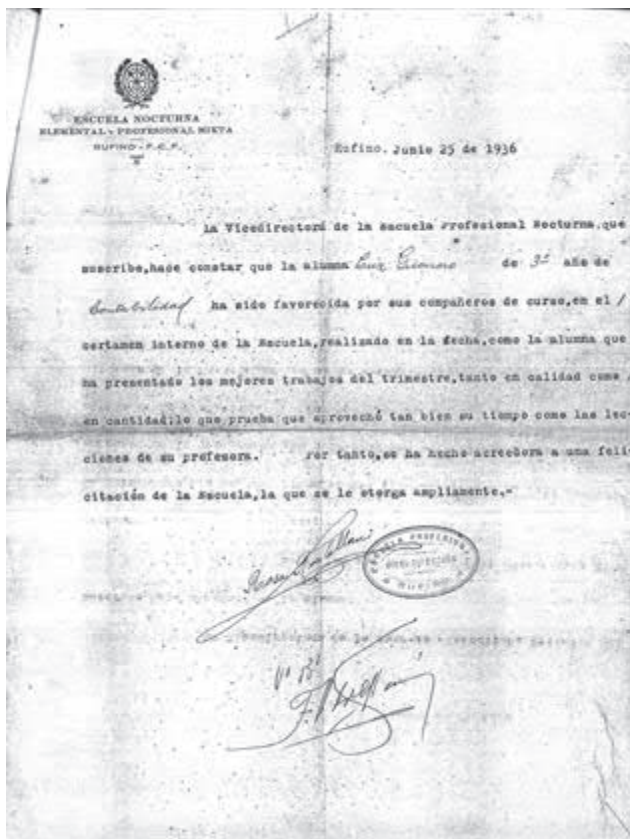 ESCUELA NOCTURNA
ELEMENTAL Y PROFESIONAL MIXTA
RUFINO - F.C.P.
Rufino. Junio 25 de 1936
La Vicedirectora de la Escuela Profesional Nocturna,que
suscribe,hace constar que la alumna de 3º año de
Contabilidad ha sido favorecida por sus compañeros de curso,en el /
certamen interno de la Escuela,realizado en la fecha,como la alumna que
ha presentado los mejores trabajos del trimestre,tanto en calidad como /
en cantidad;lo que prueba que aprovechó tan bien su tiempo como las lec-
ciones de su profesora. Por tanto,se ha hecho acreedora a una feli-
citación de la Escuela,la que se le otorga ampliamente.-
ESCUELA PROFESIONAL
Vº Bº